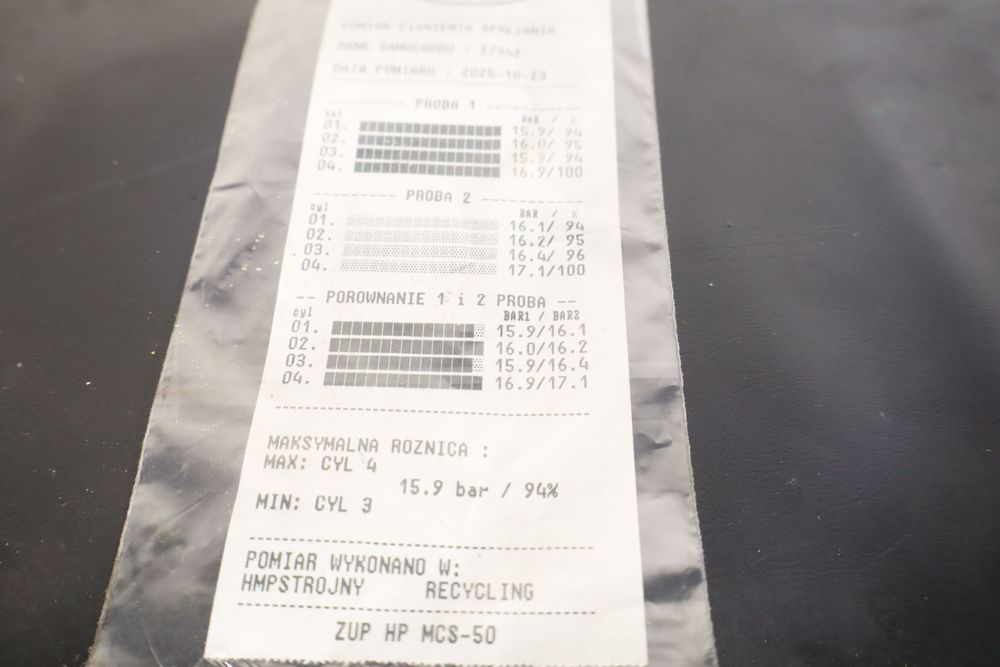 POMIAR CISNIENIA SPREZANIA
DANE SAMOCHODU :
DATA POMIARU : 2025-10-23
PROBA 1
cyl BAR / %
01. 15.9/ 94
02. 16.0/ 95
03. 15.9/ 94
04. 16.9/100
PROBA 2
cyl BAR / %
01. 16.1/ 94
02. 16.2/ 95
03. 16.4/ 96
04. 17.1/100
-- POROWNANIE 1 i 2 PROBA --
cyl BAR1 / BAR2
01. 15.9/16.1
02. 16.0/16.2
03. 15.9/16.4
04. 16.9/17.1
MAKSYMALNA ROZNICA :
MAX: CYL 4
15.9 bar / 94%
MIN: CYL 3
POMIAR WYKONANO W:
HMPSTROJNY RECYCLING
ZUP HP MCS-50